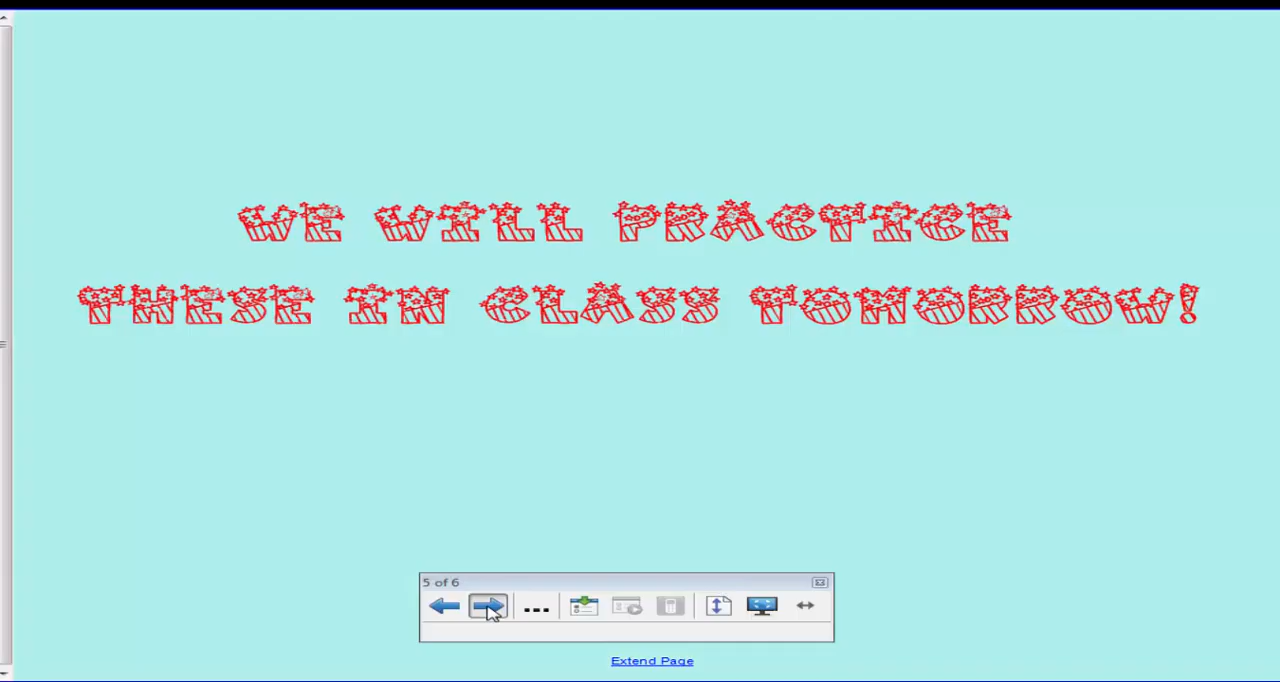 WE WILL PRACTICE
THESE IN CLASS TOMORROW!
5 of 6
Extend Page